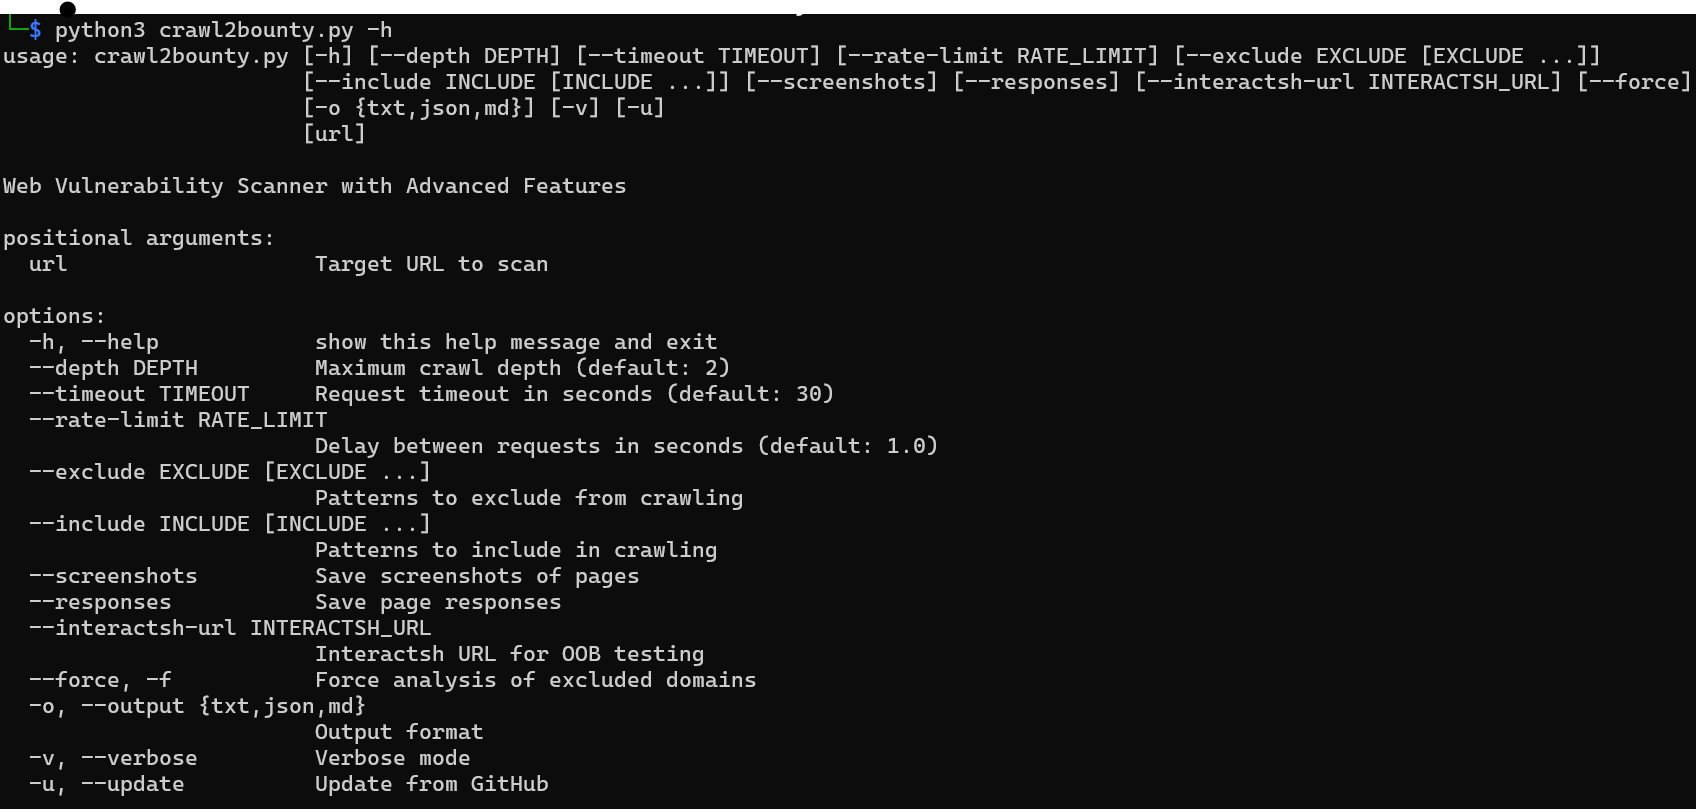 └─$ python3 crawl2bounty.py -h
usage: crawl2bounty.py [-h] [--depth DEPTH] [--timeout TIMEOUT] [--rate-limit RATE_LIMIT] [--exclude EXCLUDE [EXCLUDE ...]]
                       [--include INCLUDE [INCLUDE ...]] [--screenshots] [--responses] [--interactsh-url INTERACTSH_URL] [--force]
                       [-o {txt,json,md}] [-v] [-u]
                       [url]

Web Vulnerability Scanner with Advanced Features

positional arguments:
  url                   Target URL to scan

options:
  -h, --help            show this help message and exit
  --depth DEPTH         Maximum crawl depth (default: 2)
  --timeout TIMEOUT     Request timeout in seconds (default: 30)
  --rate-limit RATE_LIMIT
                        Delay between requests in seconds (default: 1.0)
  --exclude EXCLUDE [EXCLUDE ...]
                        Patterns to exclude from crawling
  --include INCLUDE [INCLUDE ...]
                        Patterns to include in crawling
  --screenshots         Save screenshots of pages
  --responses           Save page responses
  --interactsh-url INTERACTSH_URL
                        Interactsh URL for OOB testing
  --force, -f           Force analysis of excluded domains
  -o, --output {txt,json,md}
                        Output format
  -v, --verbose         Verbose mode
  -u, --update          Update from GitHub